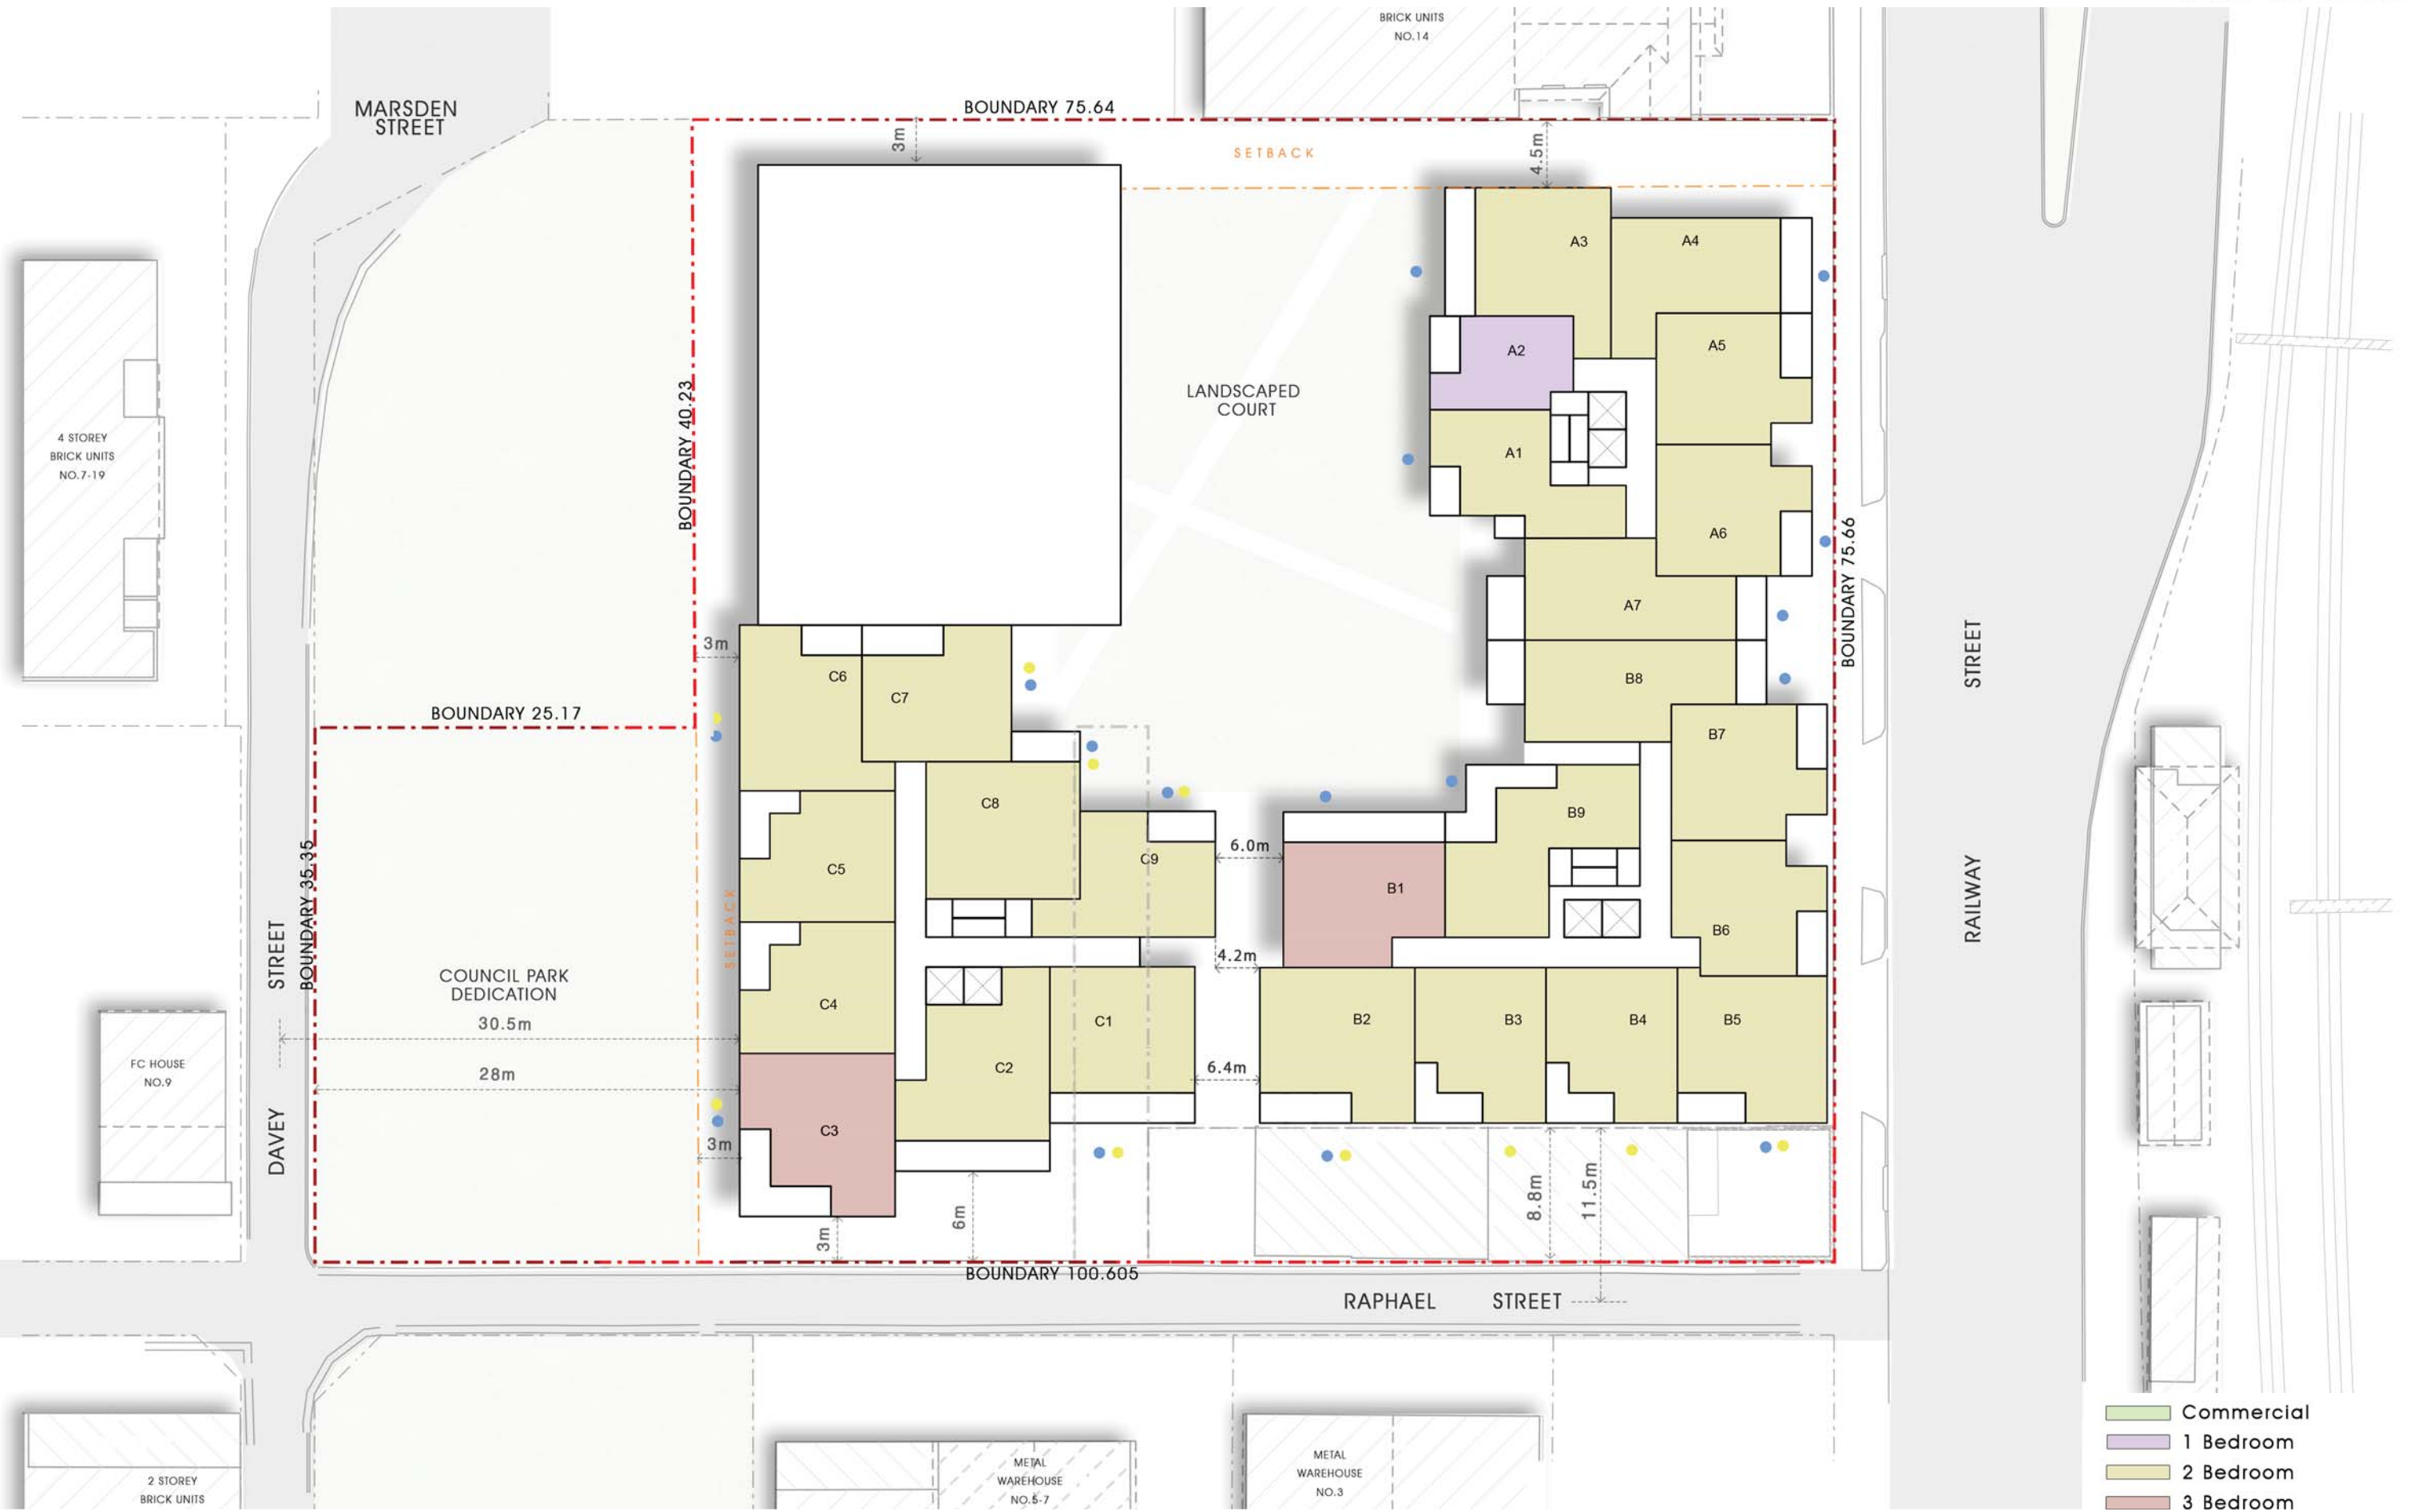 BRICK UNITS
NO.14
MARSDEN
STREET
BOUNDARY 75.64
3m
4.5m
SETBACK
A3
A4
A2
A5
LANDSCAPED
COURT
BOUNDARY 40.23
4 STOREY
BRICK UNITS
NO.7-19
A1
A6
BOUNDARY 75.66
A7
3m
C6
C7
B8
STREET
BOUNDARY 25.17
B7
C8
B9
6.0m
C9
C5
B1
BOUNDARY 35.35
SETBACK
RAILWAY
B6
STREET
4.2m
COUNCIL PARK
DEDICATION
C4
30.5m
C1
B2
B3
B4
B5
FC HOUSE
NO.9
28m
C2
6.4m
DAVEY
C3
3m
8.8m
11.5m
6m
3m
BOUNDARY 100.605
RAPHAEL STREET
Commercial
1 Bedroom
2 Bedroom
3 Bedroom
METAL
WAREHOUSE
NO.5-7
METAL
WAREHOUSE
NO.3
2 STOREY
BRICK UNITS